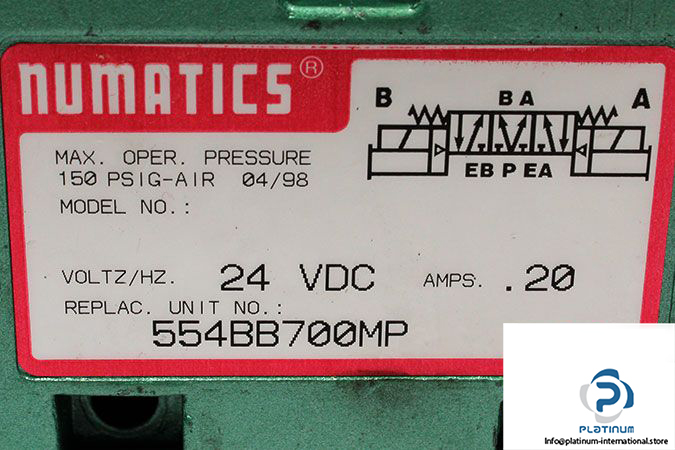 NUMATICS®
B BA A
EB P EA
MAX. OPER. PRESSURE
150 PSIG-AIR 04/98
MODEL NO.:
VOLTZ/HZ. 24 VDC AMPS. .20
REPLAC. UNIT NO.:
554BB700MP
PLATINUM
Info@platinum-international.store